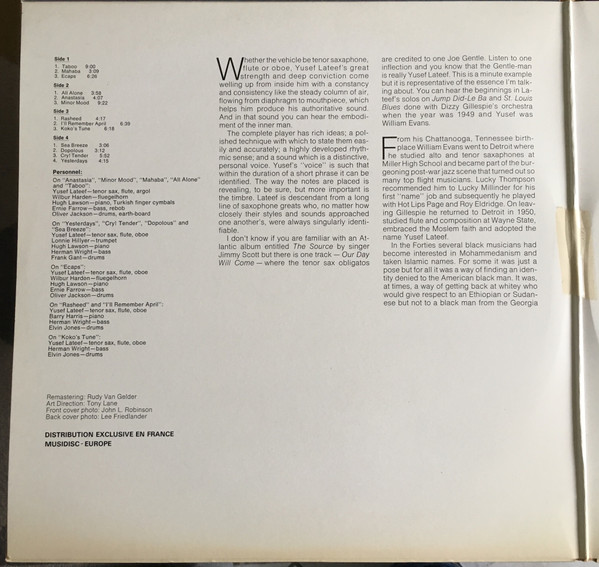 Side 1
1. Taboo 9:00
2. Mahaba 3:09
3. Ecaps 6:26
Side 2
1. All Alone 3:58
2. Anastasia 4:07
3. Minor Mood 9:22
Side 3
1. Rasheed 4:17
2. I'll Remember April 6:39
3. Koko's Tune 6:16
Side 4
1. Sea Breeze 3:06
2. Dopolous 3:12
3. Cry! Tender 5:52
4. Yesterdays 4:15
Personnel:
On "Anastasia", "Minor Mood", "Mahaba", "All Alone"
and "Taboo":
Yusef Lateef—tenor sax, flute, argol
Wilbur Harden—fluegelhorn
Hugh Lawson—piano, Turkish finger cymbals
Ernie Farrow—bass, rebob
Oliver Jackson—drums, earth-board
On "Yesterdays", "Cry! Tender", "Dopolous" and
"Sea Breeze":
Yusef Lateef—tenor sax, flute, oboe
Lonnie Hillyer—trumpet
Hugh Lawson—piano
Herman Wright—bass
Frank Gant—drums
On "Ecaps":
Yusef Lateef—tenor sax, flute, oboe
Wilbur Hardon—fluegelhorn
Hugh Lawson—piano
Ernie Farrow—bass
Oliver Jackson—drums
On "Rasheed" and "I'll Remember April":
Yusef Lateef—tenor sax, flute, oboe
Barry Harris—piano
Herman Wright—bass
Elvin Jones—drums
On "Koko's Tune":
Yusef Lateef—tenor sax, flute, oboe
Herman Wright—bass
Elvin Jones—drums
Remastering: Rudy Van Gelder
Art Direction: Tony Lane
Front cover photo: John L. Robinson
Back cover photo: Lee Friedlander
DISTRIBUTION EXCLUSIVE EN FRANCE
MUSIDISC-EUROPE
Whether the vehicle be tenor saxophone,
flute or oboe, Yusef Lateef's great
strength and deep conviction come
welling up from inside him with a constancy
and consistency like the steady column of air,
flowing from diaphragm to mouthpiece, which
helps him produce his authoritative sound.
And in that sound you can hear the embodi-
ment of the inner man.
The complete player has rich ideas; a pol-
ished technique with which to state them eas-
ily and accurately; a highly developed rhyth-
mic sense; and a sound which is a distinctive,
personal voice. Yusef's "voice" is such that
within the duration of a short phrase it can be
identified. The way the notes are placed is
revealing, to be sure, but more important is
the timbre. Lateef is descendant from a long
line of saxophone greats who, no matter how
closely their styles and sounds approached
one another's, were always singularly identi-
fiable.
I don't know if you are familiar with an At-
lantic album entitled The Source by singer
Jimmy Scott but there is one track—Our Day
Will Come—where the tenor sax obligatos
are credited to one Joe Gentle. Listen to one
inflection and you know that the Gentle-man
is really Yusef Lateef. This is a minute example
but it is representative of the essence I'm talk-
ing about. You can hear the beginnings in La-
teef's solos on Jump Did-Le Ba and St. Louis
Blues done with Dizzy Gillespie's orchestra
when the year was 1949 and Yusef was
William Evans.
From his Chattanooga, Tennessee birth-
place William Evans went to Detroit where
he studied alto and tenor saxophones at
Miller High School and became part of the bur-
geoning post-war jazz scene that turned out so
many top flight musicians. Lucky Thompson
recommended him to Lucky Millinder for his
first "name" job and subsequently he played
with Hot Lips Page and Roy Eldridge. On leav-
ing Gillespie he returned to Detroit in 1950,
studied flute and composition at Wayne State,
embraced the Moslem faith and adopted the
name Yusef Lateef.
In the Forties several black musicians had
become interested in Mohammedanism and
taken Islamic names. For some it was just a
pose but for all it was a way of finding an iden-
tity denied to the American black man. It was,
at times, a way of getting back at whitey who
would give respect to an Ethiopian or Sudan-
ese but not to a black man from the Georgia